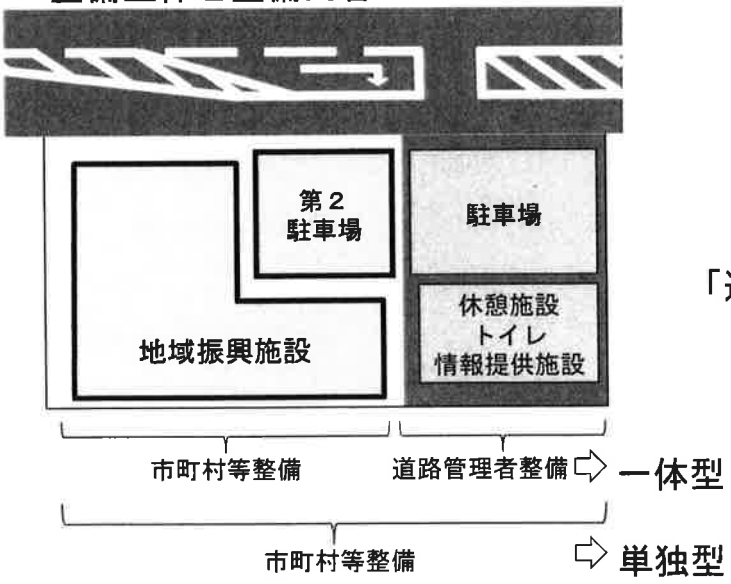 第2
駐車場
駐車場
「
休憩施設
トイレ
情報提供施設
地域振興施設
市町村等整備
道路管理者整備⇨
一体型
市町村等整備
⇨単独型